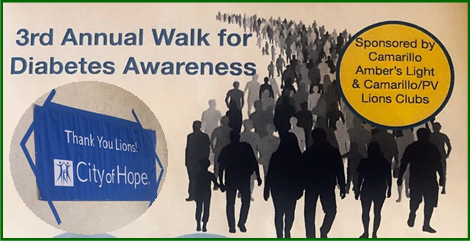 3rd Annual Walk for
Diabetes Awareness
Sponsored by
Camarillo
Amber's Light
& Camarillo/PV
Lions Clubs
Thank You Lions!
City of Hope